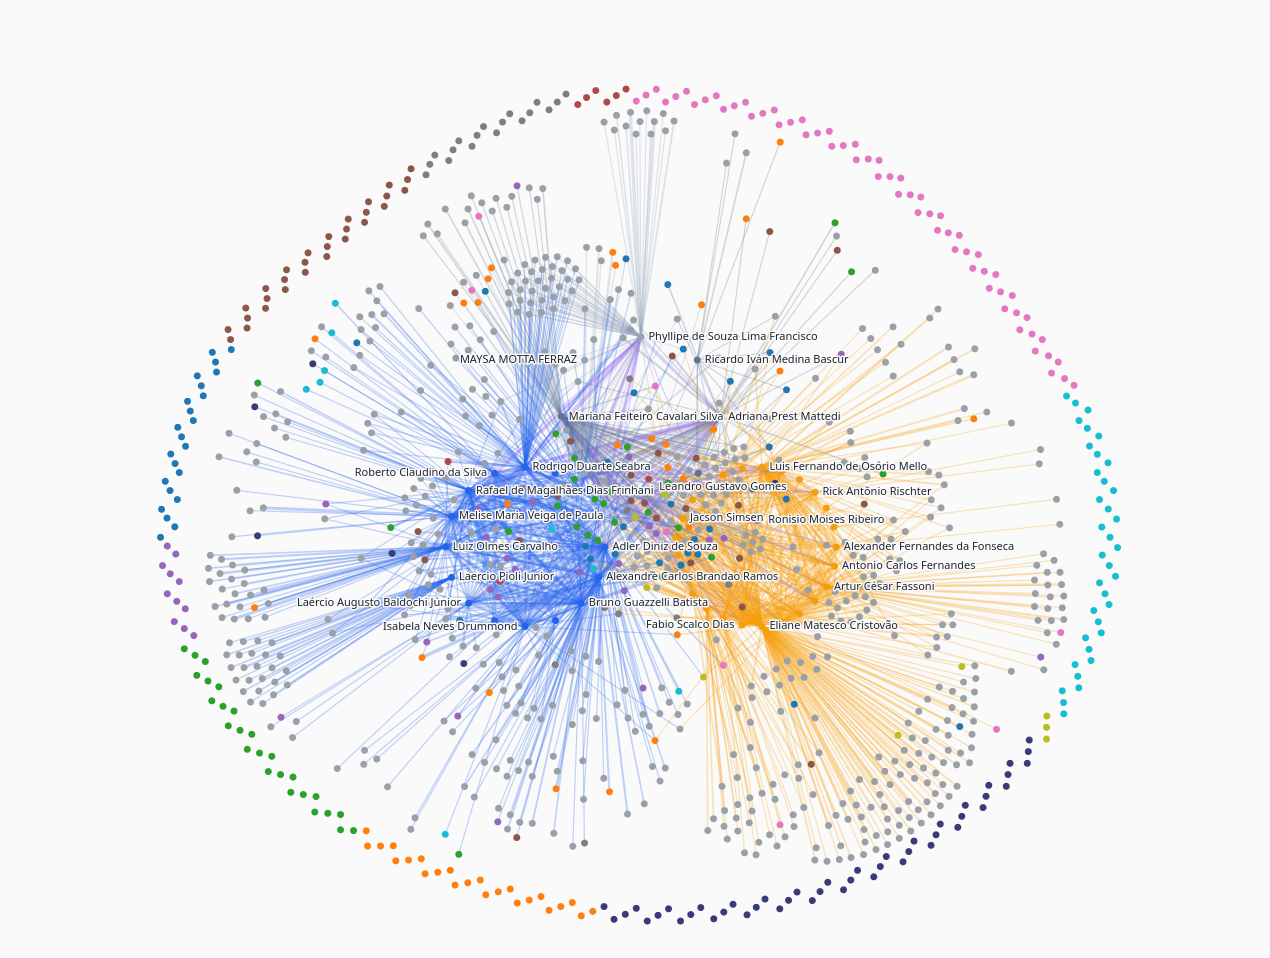 Phyllipe de Souza Lima Francisco
MAYSA MOTTA FERRAZ
Ricardo Iván Medina Bascúr
Mariana Feiteiro Cavalari Silva
Adriana Prest Mattedi
Rodrigo Duarte Seabra
Luis Fernando de Osório Mello
Roberto Claudino da Silva
Rafael de Magalhães Dias Frinhani
Leandro Gustavo Gomes
Rick Antônio Rischter
Melise Maria Veiga de Paula
Jacson Simsen
Ronisio Moises Ribeiro
Luiz Olmes Carvalho
Adler Diniz de Souza
Alexander Fernandes da Fonseca
Antonio Carlos Fernandes
Laercio Pioli Junior
Alexandre Carlos Brandao Ramos
Artur César Fassoni
Laércio Augusto Baldochi Júnior
Bruno Guazzelli Batista
Isabela Neves Drummond
Fabio Scalco Dias
Eliane Matesco Cristovão